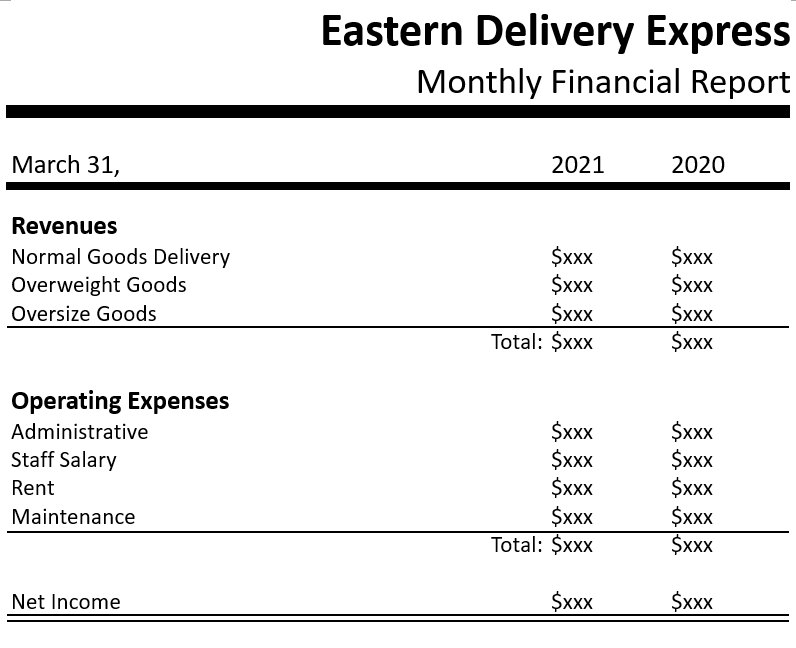 Eastern Delivery Express
Monthly Financial Report
March 31, 2021 2020
Revenues
Normal Goods Delivery $xxx $xxx
Overweight Goods $xxx $xxx
Oversize Goods $xxx $xxx
Total: $xxx $xxx
Operating Expenses
Administrative $xxx $xxx
Staff Salary $xxx $xxx
Rent $xxx $xxx
Maintenance $xxx $xxx
Total: $xxx $xxx
Net Income $xxx $xxx